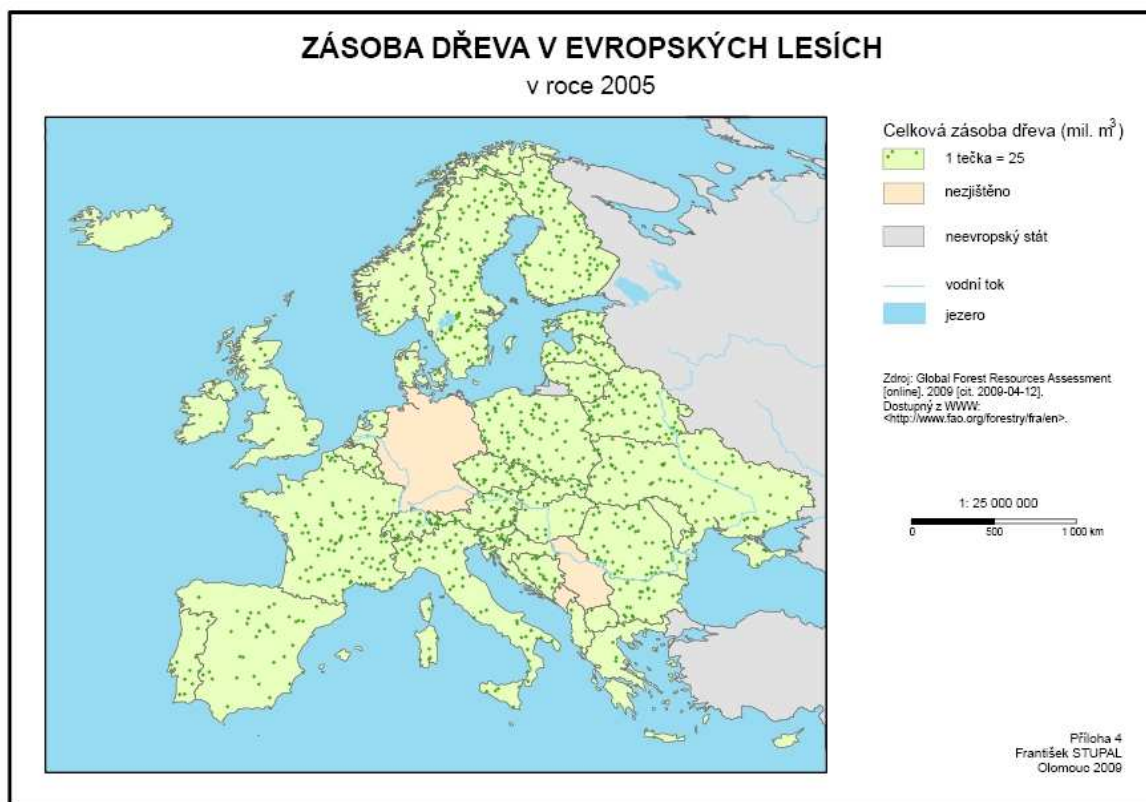 ZÁSOBA DŘEVA V EVROPSKÝCH LESÍCH
v roce 2005
Celková zásoba dřeva (mil. m³)
1 tečka = 25
nezjištěno
neevropský stát
vodní tok
jezero
Zdroj: Global Forest Resources Assessment
[online], 2009 [cit. 2009-04-12].
Dostupný z WWW:
<http://www.fao.org/forestry/fra/en>.
1: 25 000 000
0 500 1 000 km
Příloha 4
František STUPAL
Olomouc 2009